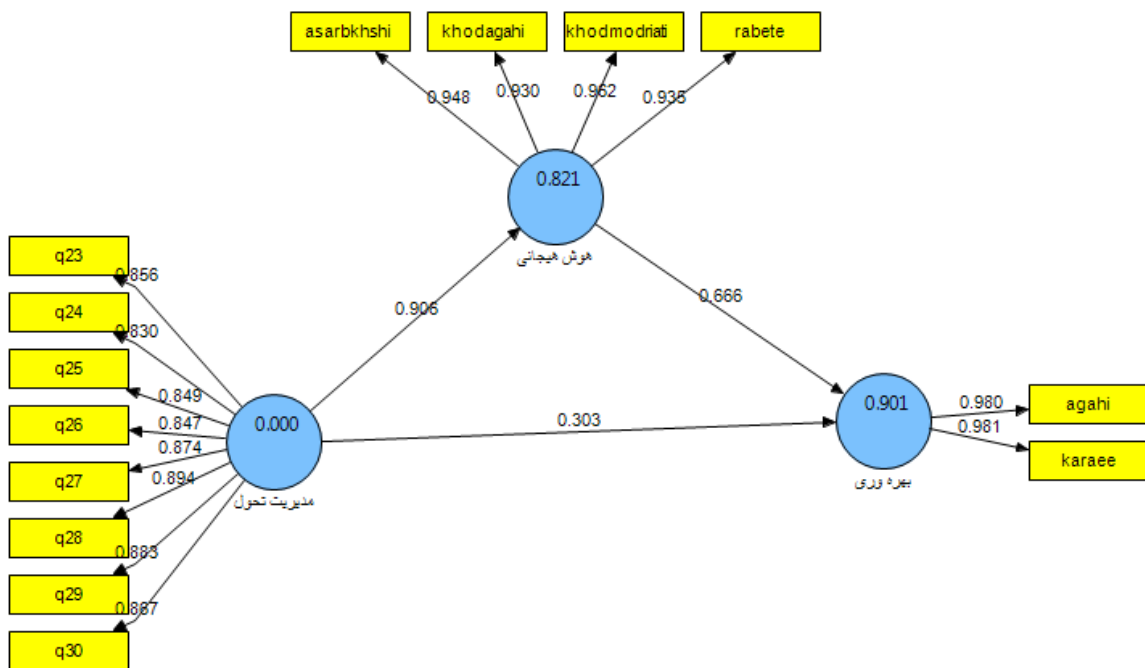 asarbkhshi
khodagahi
khodmodriati
rabete
0.948
0.930
0.962
0.935
0.821
هوش هیجانی
q23
0.856
q24
0.830
q25
0.849
q26
0.847
q27
0.874
q28
0.894
q29
0.883
q30
0.867
0.906
0.666
0.000
مدیریت تحول
0.303
0.901
بهره وری
0.980
agahi
0.981
karaee